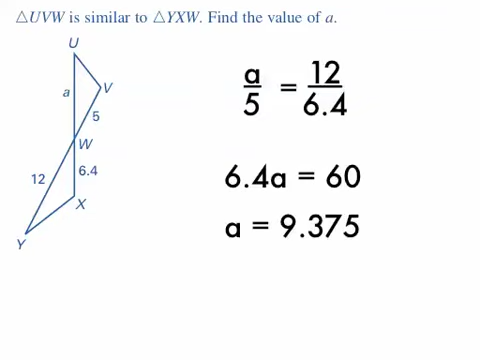 △UVW is similar to △YXW. Find the value of a.
U
a
V
5
W
12
6.4
X
Y
a/5 = 12/6.4
6.4a = 60
a = 9.375